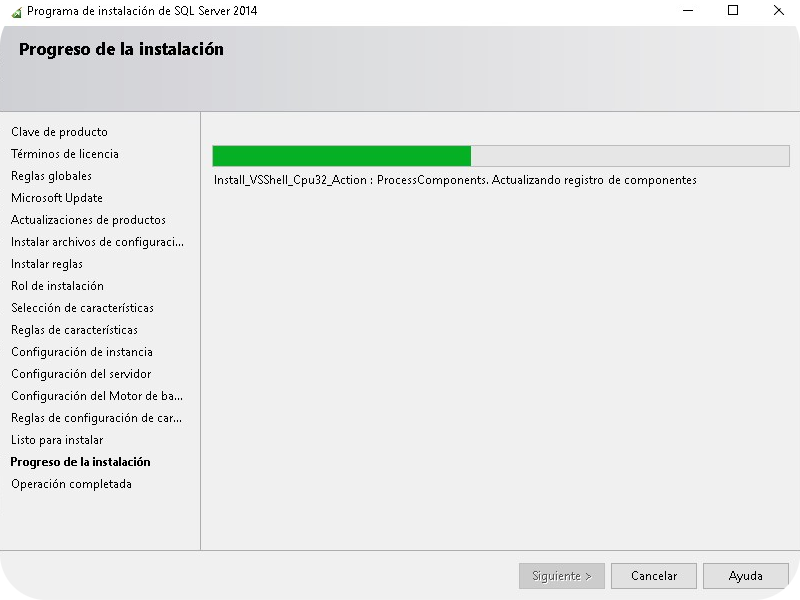 Programa de instalación de SQL Server 2014
Progreso de la instalación
Clave de producto
Términos de licencia
Reglas globales
Microsoft Update
Actualizaciones de productos
Instalar archivos de configuraci...
Instalar reglas
Rol de instalación
Selección de características
Reglas de características
Configuración de instancia
Configuración del servidor
Configuración del Motor de ba...
Reglas de configuración de car...
Listo para instalar
Progreso de la instalación
Operación completada
Install_VSShell_Cpu32_Action : ProcessComponents. Actualizando registro de componentes
Siguiente >
Cancelar
Ayuda